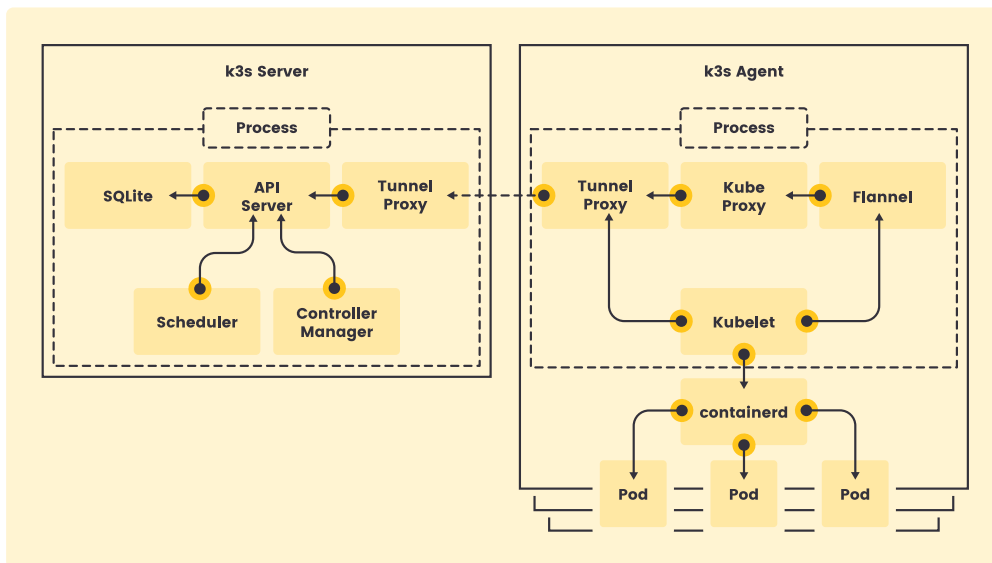 k3s Server
Process
SQLite
API
Server
Tunnel
Proxy
Scheduler
Controller
Manager
k3s Agent
Process
Tunnel
Proxy
Kube
Proxy
Flannel
Kubelet
containerd
Pod
Pod
Pod